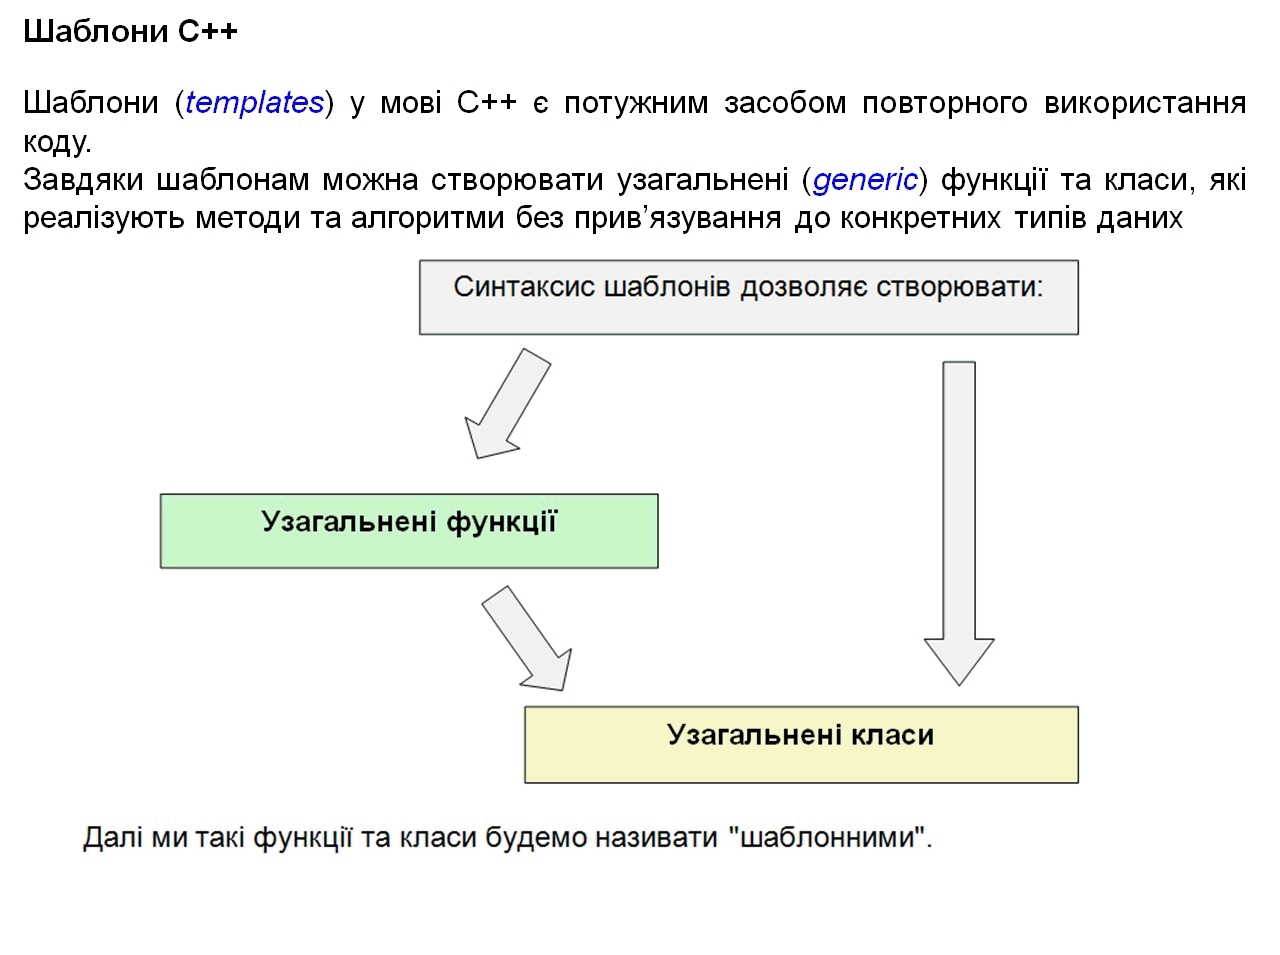 Шаблони C++
Шаблони (templates) у мові C++ є потужним засобом повторного використання
коду.
Завдяки шаблонам можна створювати узагальнені (generic) функції та класи, які
реалізують методи та алгоритми без прив’язування до конкретних типів даних
Синтаксис шаблонів дозволяє створювати:
Узагальнені функції
Узагальнені класи
Далі ми такі функції та класи будемо називати "шаблонними".